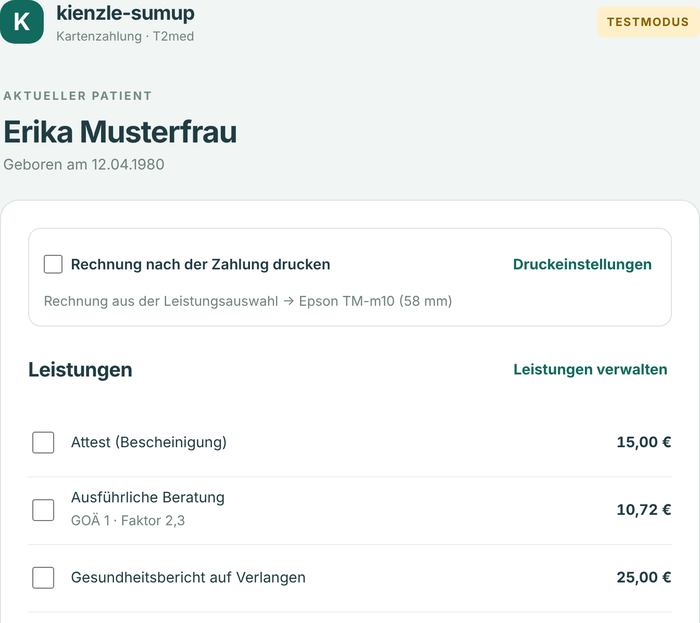 K
kienzle-sumup
Kartenzahlung · T2med
TESTMODUS
AKTUELLER PATIENT
Erika Musterfrau
Geboren am 12.04.1980
Rechnung nach der Zahlung drucken
Druckeinstellungen
Rechnung aus der Leistungsauswahl → Epson TM-m10 (58 mm)
Leistungen
Leistungen verwalten
Attest (Bescheinigung)
15,00 €
Ausführliche Beratung
GOÄ 1 · Faktor 2,3
10,72 €
Gesundheitsbericht auf Verlangen
25,00 €